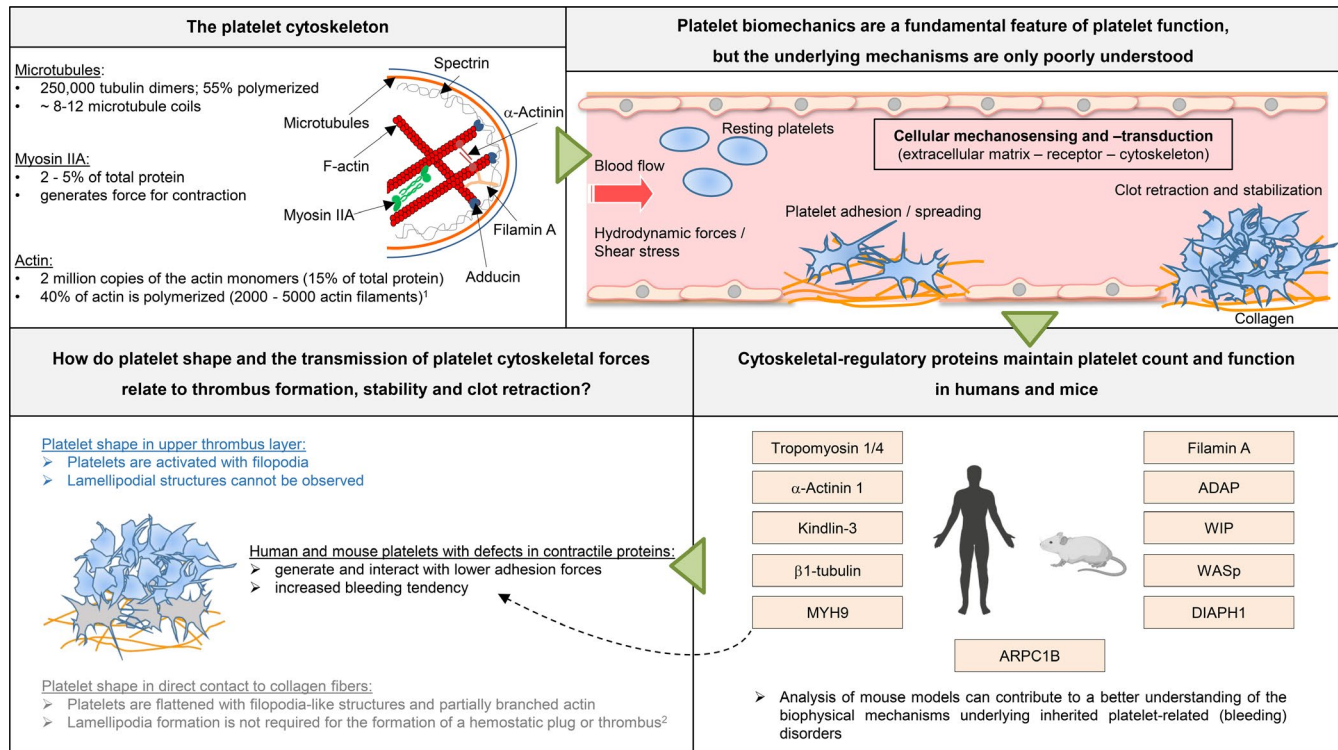 The platelet cytoskeleton
Microtubules:
• 250,000 tubulin dimers; 55% polymerized
• ~ 8-12 microtubule coils
Myosin IIA:
• 2 - 5% of total protein
• generates force for contraction
Actin:
• 2 million copies of the actin monomers (15% of total protein)
• 40% of actin is polymerized (2000 - 5000 actin filaments)¹
Spectrin
α-Actinin
Microtubules
F-actin
Myosin IIA
Filamin A
Adducin
Platelet biomechanics are a fundamental feature of platelet function,
but the underlying mechanisms are only poorly understood
Resting platelets
Cellular mechanosensing and –transduction
(extracellular matrix – receptor – cytoskeleton)
Blood flow
Hydrodynamic forces /
Shear stress
Platelet adhesion / spreading
Clot retraction and stabilization
Collagen
How do platelet shape and the transmission of platelet cytoskeletal forces
relate to thrombus formation, stability and clot retraction?
Platelet shape in upper thrombus layer:
➢ Platelets are activated with filopodia
➢ Lamellipodial structures cannot be observed
Human and mouse platelets with defects in contractile proteins:
➢ generate and interact with lower adhesion forces
➢ increased bleeding tendency
Platelet shape in direct contact to collagen fibers:
➢ Platelets are flattened with filopodia-like structures and partially branched actin
➢ Lamellipodia formation is not required for the formation of a hemostatic plug or thrombus²
Cytoskeletal-regulatory proteins maintain platelet count and function
in humans and mice
Tropomyosin 1/4
α-Actinin 1
Kindlin-3
β1-tubulin
MYH9
Filamin A
ADAP
WIP
WASp
DIAPH1
ARPC1B
➢ Analysis of mouse models can contribute to a better understanding of the
biophysical mechanisms underlying inherited platelet-related (bleeding)
disorders